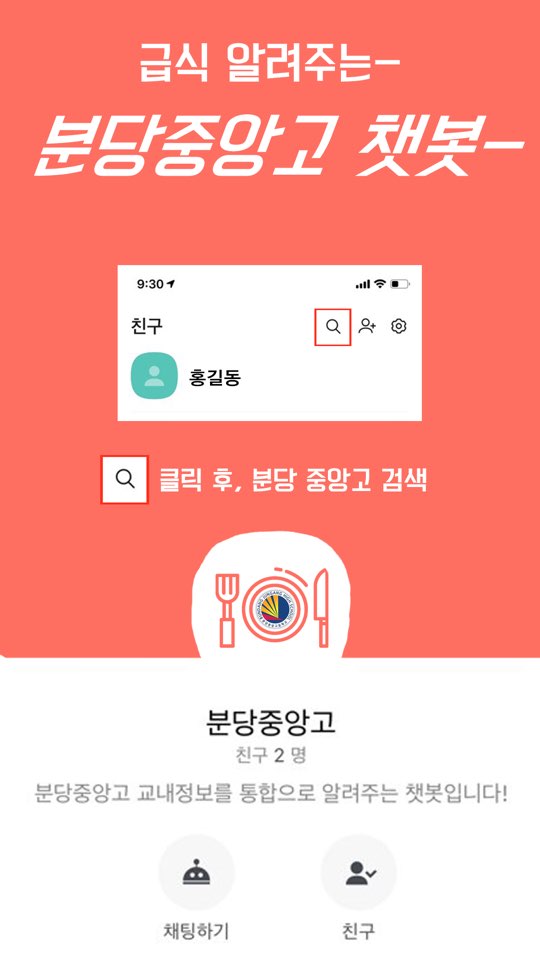 급식 알려주는-
분당중앙고 챗봇-
9:30
친구
홍길동
클릭 후, 분당 중앙고 검색
분당중앙고
친구 2 명
분당중앙고 교내정보를 통합으로 알려주는 챗봇입니다!
채팅하기 친구